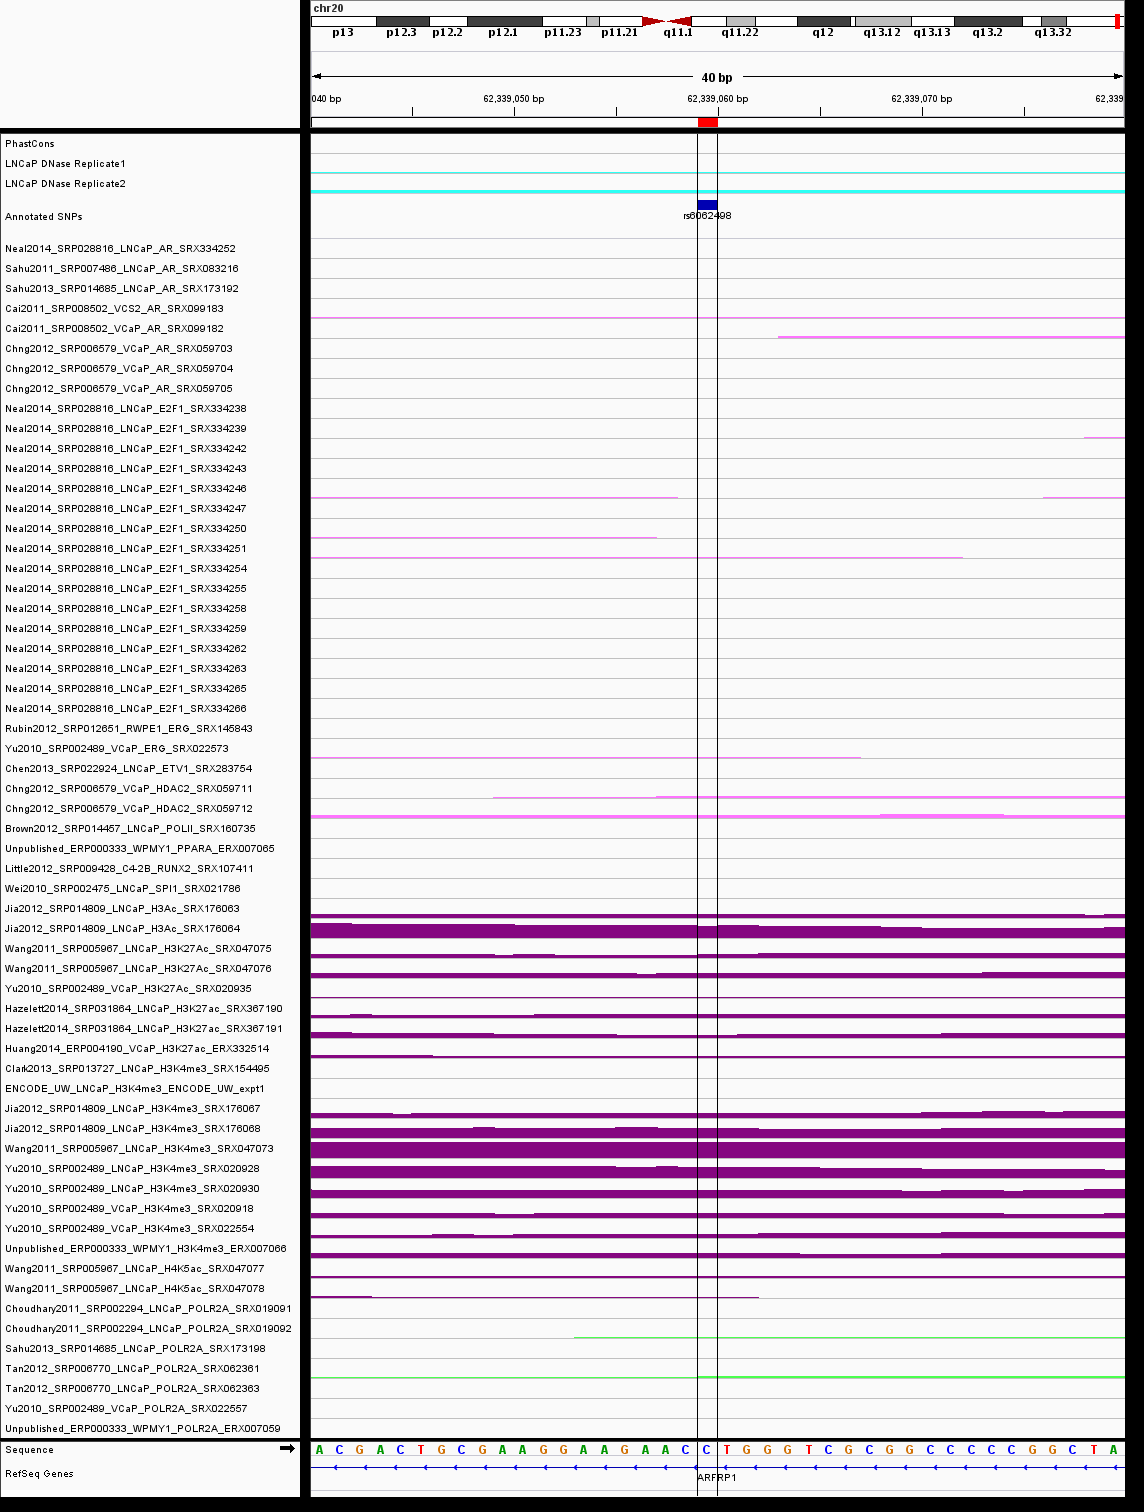 chr20
p13 p12.3 p12.2 p12.1 p11.23 p11.21 q11.1 q11.22 q12 q13.12 q13.13 q13.2 q13.32
40 bp
040 bp 62,339,050 bp 62,339,060 bp 62,339,070 bp 62,339
PhastCons
LNCaP DNase Replicate1
LNCaP DNase Replicate2
Annotated SNPs
rs6062498
Neal2014_SRP028816_LNCaP_AR_SRX334252
Sahu2011_SRP007486_LNCaP_AR_SRX083216
Sahu2013_SRP014685_LNCaP_AR_SRX173192
Cai2011_SRP008502_VCS2_AR_SRX099183
Cai2011_SRP008502_VCaP_AR_SRX099182
Chng2012_SRP006579_VCaP_AR_SRX059703
Chng2012_SRP006579_VCaP_AR_SRX059704
Chng2012_SRP006579_VCaP_AR_SRX059705
Neal2014_SRP028816_LNCaP_E2F1_SRX334238
Neal2014_SRP028816_LNCaP_E2F1_SRX334239
Neal2014_SRP028816_LNCaP_E2F1_SRX334242
Neal2014_SRP028816_LNCaP_E2F1_SRX334243
Neal2014_SRP028816_LNCaP_E2F1_SRX334246
Neal2014_SRP028816_LNCaP_E2F1_SRX334247
Neal2014_SRP028816_LNCaP_E2F1_SRX334250
Neal2014_SRP028816_LNCaP_E2F1_SRX334251
Neal2014_SRP028816_LNCaP_E2F1_SRX334254
Neal2014_SRP028816_LNCaP_E2F1_SRX334255
Neal2014_SRP028816_LNCaP_E2F1_SRX334258
Neal2014_SRP028816_LNCaP_E2F1_SRX334259
Neal2014_SRP028816_LNCaP_E2F1_SRX334262
Neal2014_SRP028816_LNCaP_E2F1_SRX334263
Neal2014_SRP028816_LNCaP_E2F1_SRX334265
Neal2014_SRP028816_LNCaP_E2F1_SRX334266
Rubin2012_SRP012651_RWPE1_ERG_SRX145843
Yu2010_SRP002489_VCaP_ERG_SRX022573
Chen2013_SRP022924_LNCaP_ETV1_SRX283754
Chng2012_SRP006579_VCaP_HDAC2_SRX059711
Chng2012_SRP006579_VCaP_HDAC2_SRX059712
Brown2012_SRP014457_LNCaP_POLII_SRX160735
Unpublished_ERP000333_WPMY1_PPARA_ERX007065
Little2012_SRP009428_C4-2B_RUNX2_SRX107411
Wei2010_SRP002475_LNCaP_SPI1_SRX021786
Jia2012_SRP014809_LNCaP_H3Ac_SRX176063
Jia2012_SRP014809_LNCaP_H3Ac_SRX176064
Wang2011_SRP005967_LNCaP_H3K27Ac_SRX047075
Wang2011_SRP005967_LNCaP_H3K27Ac_SRX047076
Yu2010_SRP002489_VCaP_H3K27Ac_SRX020935
Hazelett2014_SRP031864_LNCaP_H3K27ac_SRX367190
Hazelett2014_SRP031864_LNCaP_H3K27ac_SRX367191
Huang2014_ERP004190_VCaP_H3K27ac_ERX332514
Clark2013_SRP013727_LNCaP_H3K4me3_SRX154495
ENCODE_UW_LNCaP_H3K4me3_ENCODE_UW_expt1
Jia2012_SRP014809_LNCaP_H3K4me3_SRX176067
Jia2012_SRP014809_LNCaP_H3K4me3_SRX176068
Wang2011_SRP005967_LNCaP_H3K4me3_SRX047073
Yu2010_SRP002489_LNCaP_H3K4me3_SRX020928
Yu2010_SRP002489_LNCaP_H3K4me3_SRX020930
Yu2010_SRP002489_VCaP_H3K4me3_SRX020918
Yu2010_SRP002489_VCaP_H3K4me3_SRX022554
Unpublished_ERP000333_WPMY1_H3K4me3_ERX007066
Wang2011_SRP005967_LNCaP_H4K5ac_SRX047077
Wang2011_SRP005967_LNCaP_H4K5ac_SRX047078
Choudhary2011_SRP002294_LNCaP_POLR2A_SRX019091
Choudhary2011_SRP002294_LNCaP_POLR2A_SRX019092
Sahu2013_SRP014685_LNCaP_POLR2A_SRX173198
Tan2012_SRP006770_LNCaP_POLR2A_SRX062361
Tan2012_SRP006770_LNCaP_POLR2A_SRX062363
Yu2010_SRP002489_VCaP_POLR2A_SRX022557
Unpublished_ERP000333_WPMY1_POLR2A_ERX007059
Sequence A C G A C T G C G A A G G A A G A A C C T G G G T C G C G G C C C C C G G C T A
RefSeq Genes
ARFRP1